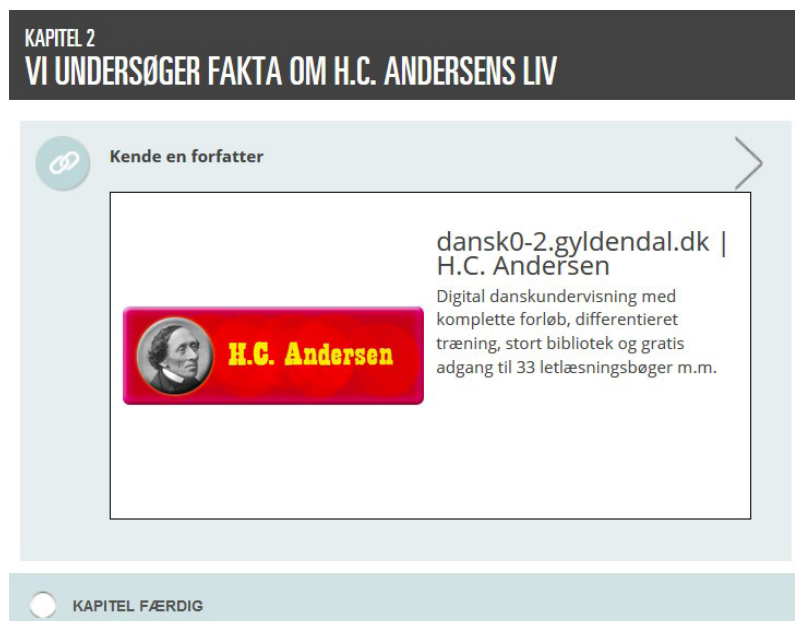 KAPITEL 2
VI UNDERSØGER FAKTA OM H.C. ANDERSENS LIV
Kende en forfatter
H.C. Andersen
dansk0-2.gyldendal.dk |
H.C. Andersen
Digital danskundervisning med
komplette forløb, differentieret
træning, stort bibliotek og gratis
adgang til 33 letlæsningsbøger m.m.
KAPITEL FÆRDIG